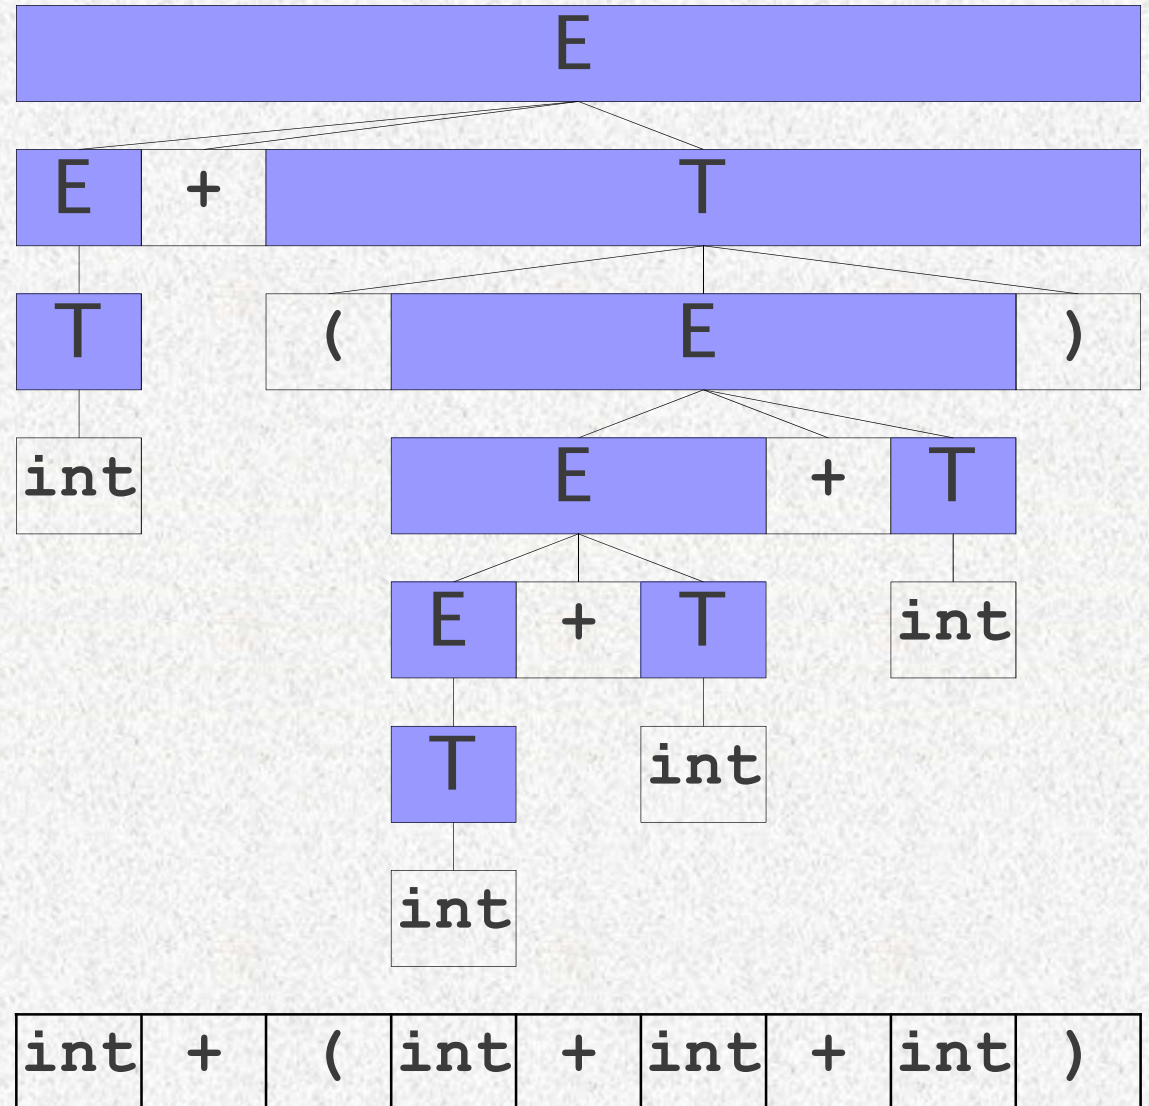 E
E + T
T ( E )
int E + T
E + T int
T int
int
int + ( int + int + int )